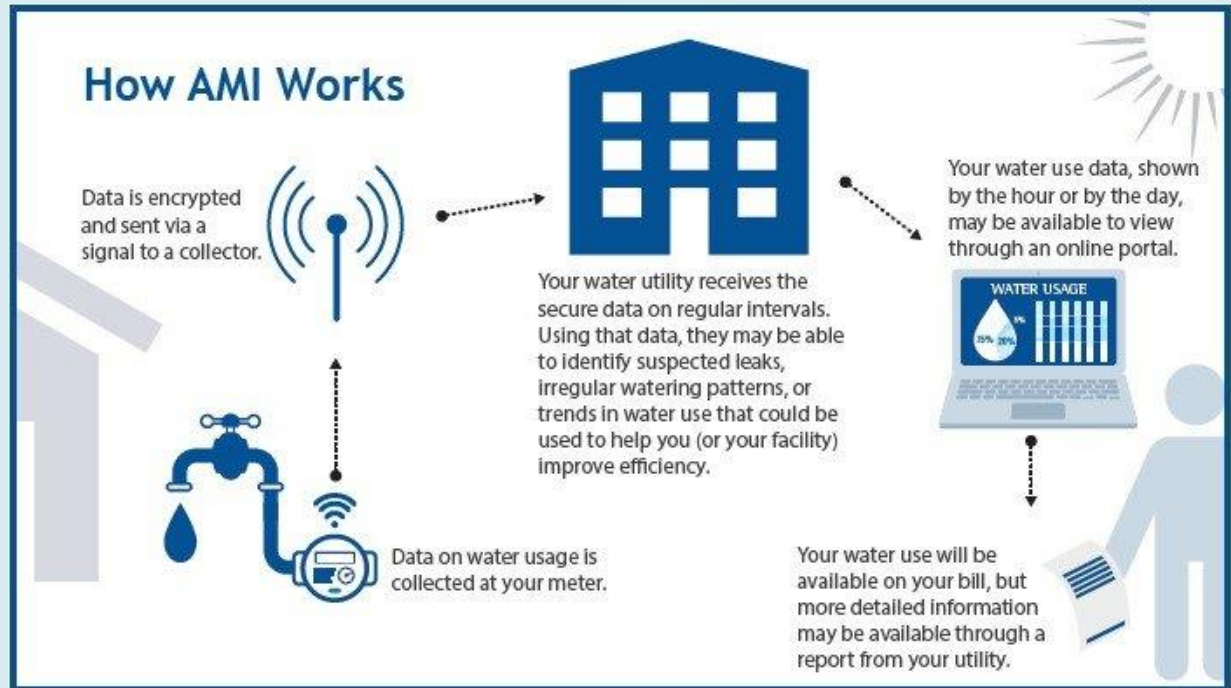 How AMI Works
Data is encrypted
and sent via a
signal to a collector.
Your water utility receives the
secure data on regular intervals.
Using that data, they may be able
to identify suspected leaks,
irregular watering patterns, or
trends in water use that could be
used to help you (or your facility)
improve efficiency.
Your water use data, shown
by the hour or by the day,
may be available to view
through an online portal.
WATER USAGE
5%
75% 20%
Data on water usage is
collected at your meter.
Your water use will be
available on your bill, but
more detailed information
may be available through a
report from your utility.